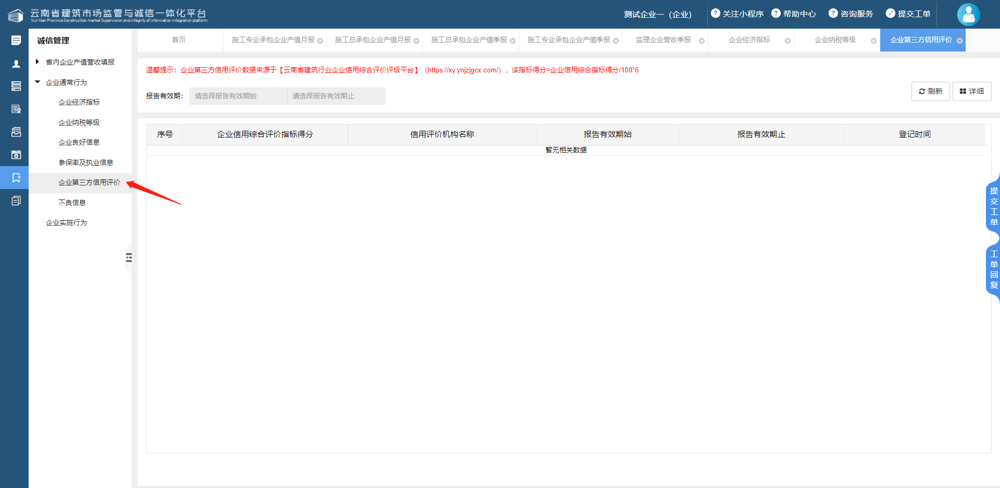 云南省建筑市场监管与诚信一体化平台
Yun Nan Province Construciton market Supervision and integrity of information integration platform
测试企业一（企业）
关注小程序
帮助中心
咨询服务
提交工单
诚信管理
省内企业产值营收填报
企业通常行为
企业经济指标
企业纳税等级
企业良好信息
参保率及执业信息
企业第三方信用评价
不良信息
企业实施行为
首页
施工专业承包企业产值月报
施工总承包企业产值月报
施工总承包企业产值季报
施工专业承包企业产值季报
监理企业营收季报
企业经济指标
企业纳税等级
企业第三方信用评价
温馨提示：企业第三方信用评价数据来源于【云南省建筑行业企业信用综合评价评级平台】（https://xy.ynjzjgcx.com/），该指标得分=企业信用综合指标得分/100*6
报告有效期：
请选择报告有效期始
请选择报告有效期止
刷新
详细
序号
企业信用综合评价指标得分
信用评价机构名称
报告有效期始
报告有效期止
登记时间
暂无相关数据
提交工单
工单回复